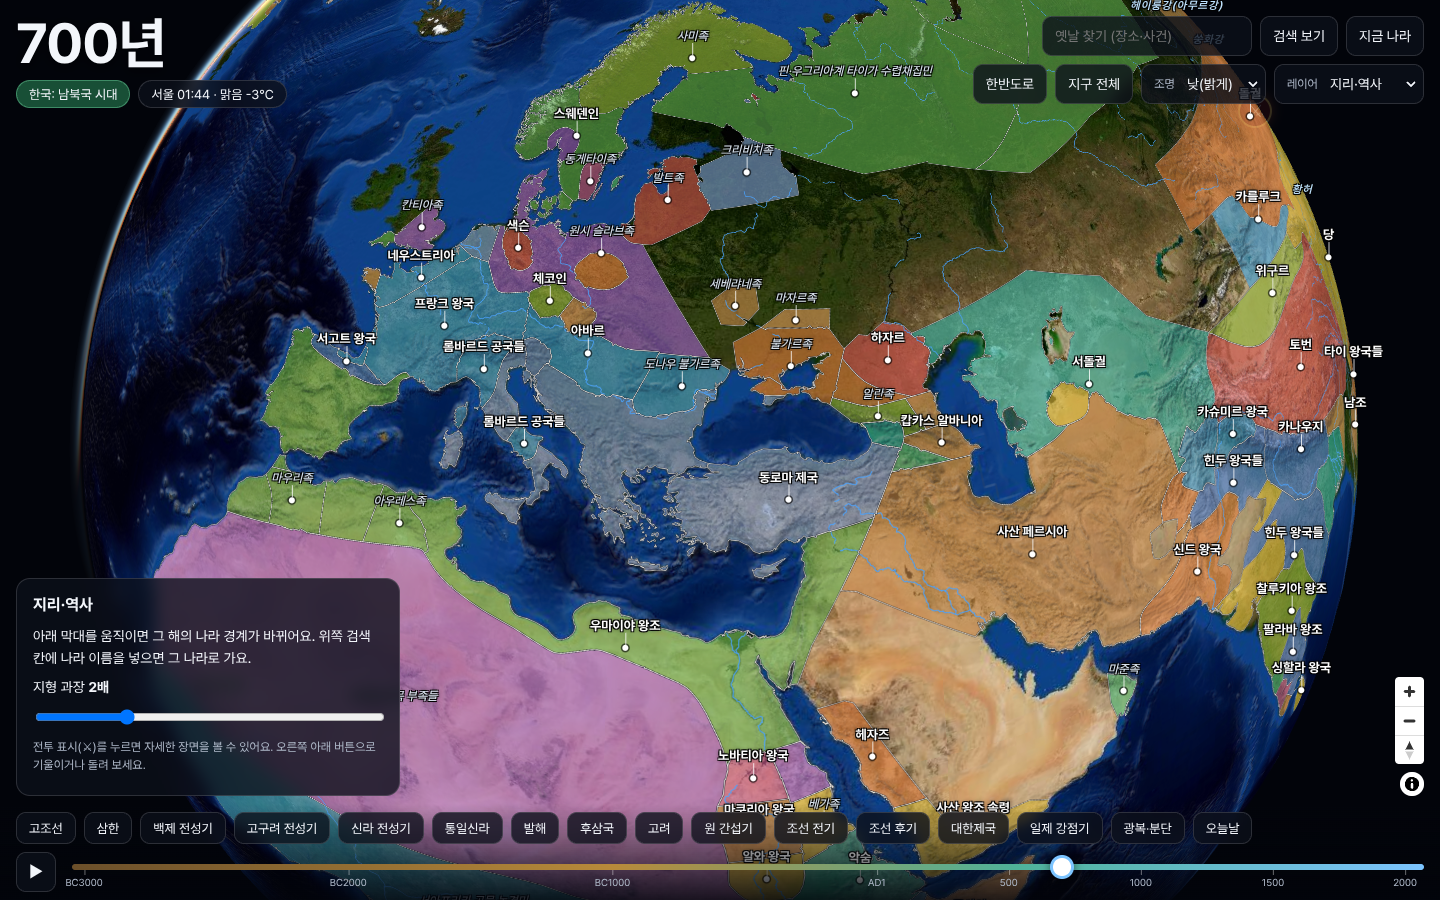 700년
한국: 남북국 시대
서울 01:44 · 맑음 -3°C
헤이룽강(아무르강)
옛날 찾기 (장소·사건)
쑹화강
검색 보기
지금 나라
한반도로
지구 전체
조명 낮(밝게)
레이어 지리·역사
돌궐
사미족
핀·우그리아계 타이가 수렵채집민
스웨덴인
동게타이족
크리비치족
발트족
칸티아족
색슨
원시 슬라브족
네우스트리아
체코인
세베랴네족
마자르족
프랑크 왕국
아바르
서고트 왕국
롬바르드 공국들
불가르족
하자르
도나우 불가르족
알란족
롬바르드 공국들
캅카스 알바니아
서돌궐
카를루크
황허
당
위구르
토번
타이 왕국들
남조
카슈미르 왕국
카나우지
힌두 왕국들
마우리족
아우레스족
동로마 제국
사산 페르시아
신드 왕국
힌두 왕국들
찰루키아 왕조
팔라바 왕조
싱할라 왕국
마준족
우마이야 왕조
헤자즈
노바티아 왕국
마쿠리아 왕국
베가족
사산 왕조 속령
알와 왕국
악숨
부족들
지리·역사
아래 막대를 움직이면 그 해의 나라 경계가 바뀌어요. 위쪽 검색
칸에 나라 이름을 넣으면 그 나라로 가요.
지형 과장 2배
전투 표시(⚔)를 누르면 자세한 장면을 볼 수 있어요. 오른쪽 아래 버튼으로
기울이거나 돌려 보세요.
고조선
삼한
백제 전성기
고구려 전성기
신라 전성기
통일신라
발해
후삼국
고려
원 간섭기
조선 전기
조선 후기
대한제국
일제 강점기
광복·분단
오늘날
BC3000
BC2000
BC1000
AD1
500
1000
1500
2000